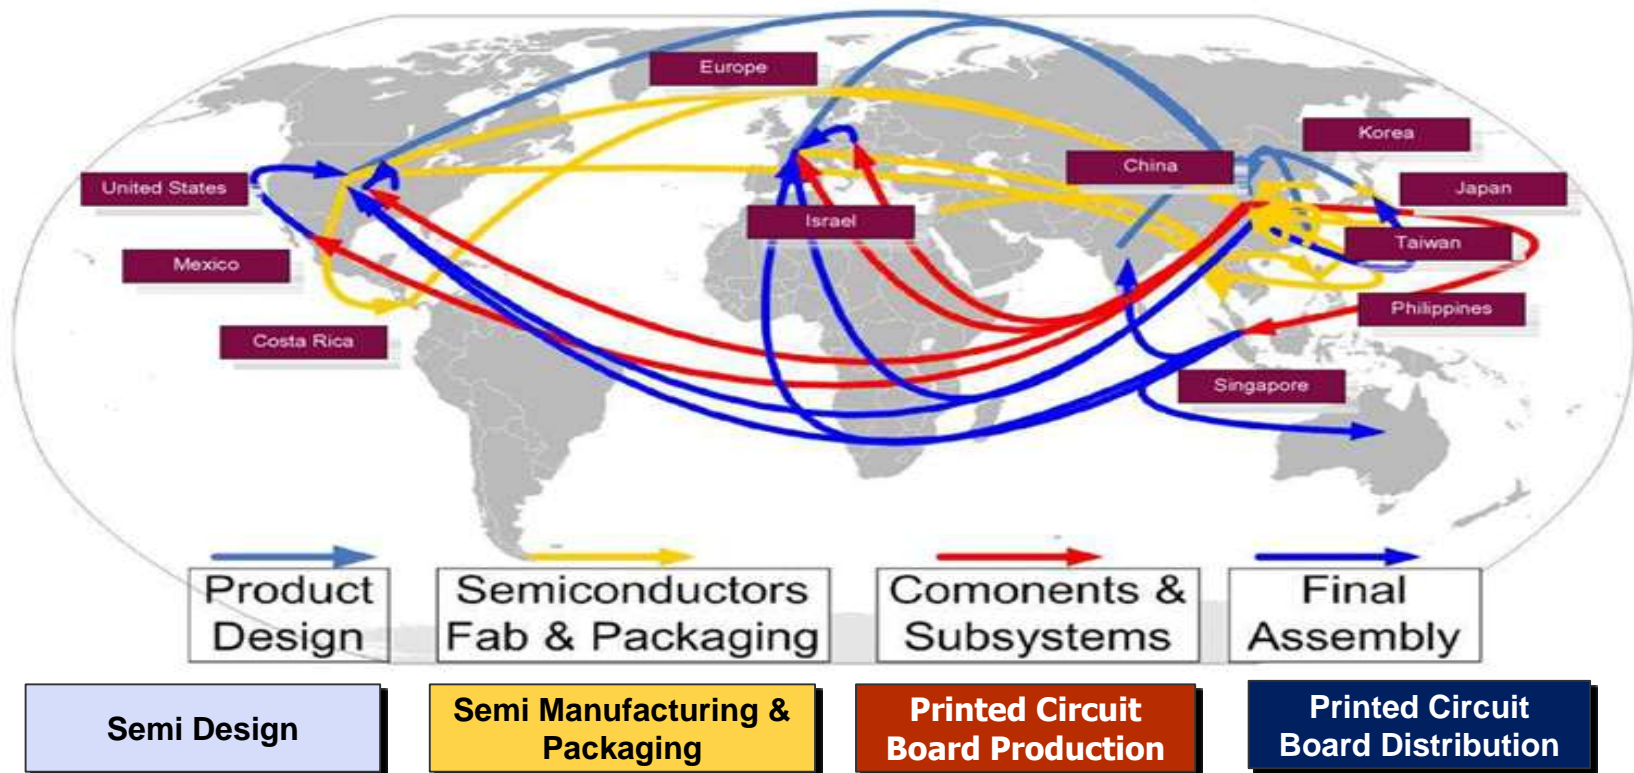 Europe
Korea
China
United States
Japan
Israel
Taiwan
Mexico
Philippines
Costa Rica
Singapore
Product
Design
Semiconductors
Fab & Packaging
Comonents &
Subsystems
Final
Assembly
Semi Design
Semi Manufacturing &
Packaging
Printed Circuit
Board Production
Printed Circuit
Board Distribution